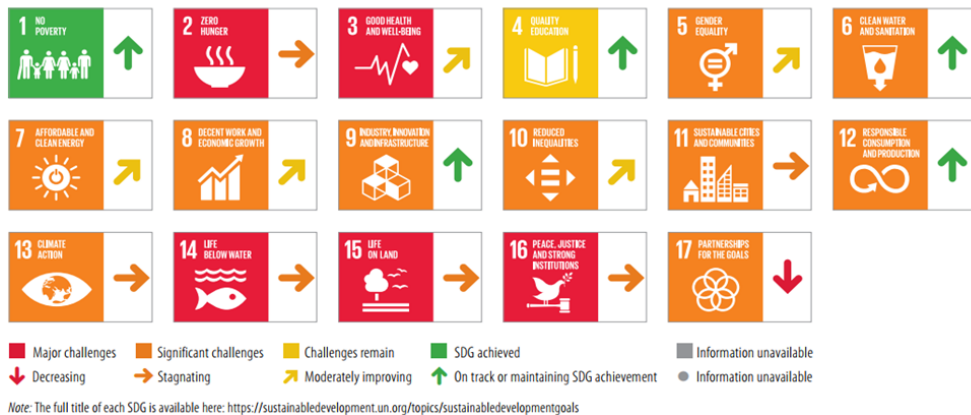 1 NO POVERTY
2 ZERO HUNGER
3 GOOD HEALTH AND WELL-BEING
4 QUALITY EDUCATION
5 GENDER EQUALITY
6 CLEAN WATER AND SANITATION
7 AFFORDABLE AND CLEAN ENERGY
8 DECENT WORK AND ECONOMIC GROWTH
9 INDUSTRY, INNOVATION AND INFRASTRUCTURE
10 REDUCED INEQUALITIES
11 SUSTAINABLE CITIES AND COMMUNITIES
12 RESPONSIBLE CONSUMPTION AND PRODUCTION
13 CLIMATE ACTION
14 LIFE BELOW WATER
15 LIFE ON LAND
16 PEACE, JUSTICE AND STRONG INSTITUTIONS
17 PARTNERSHIPS FOR THE GOALS
Major challenges Significant challenges Challenges remain SDG achieved Information unavailable
Decreasing Stagnating Moderately improving On track or maintaining SDG achievement Information unavailable
Note: The full title of each SDG is available here: https://sustainabledevelopment.un.org/topics/sustainabledevelopmentgoals